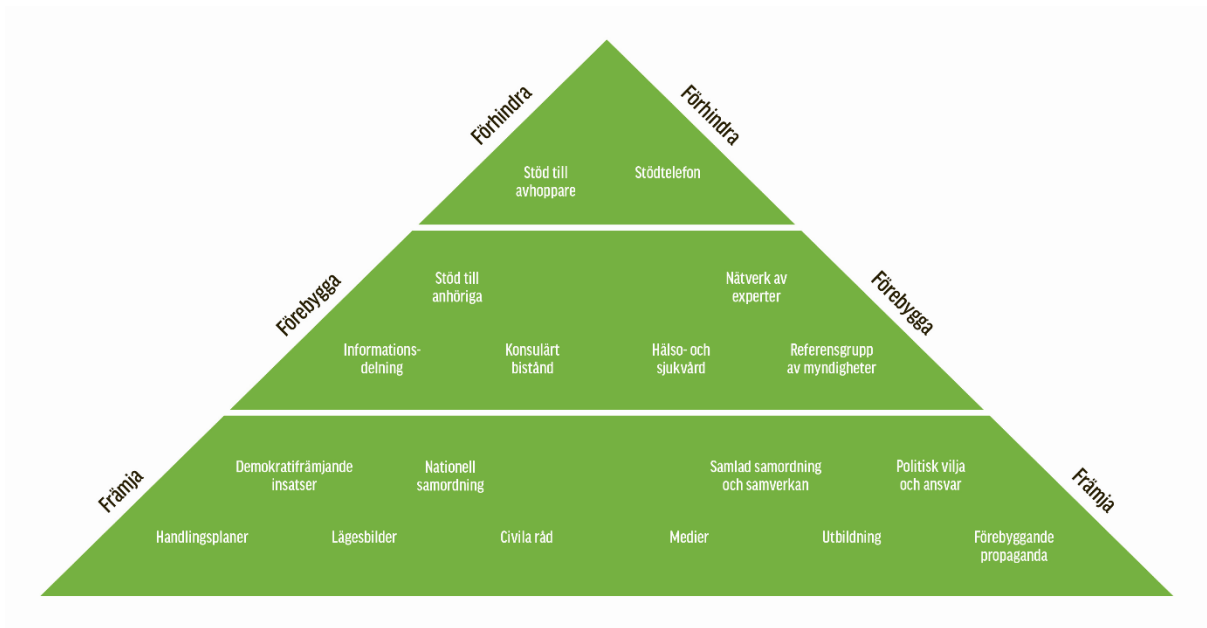 Förhindra
Förhindra
Stöd till
avhoppare
Stödtelefon
Förebygga
Förebygga
Stöd till
anhöriga
Nätverk av
experter
Informations-
delning
Konsulärt
bistånd
Hälso- och
sjukvård
Referensgrupp
av myndigheter
Främja
Främja
Demokratifrämjande
insatser
Nationell
samordning
Samlad samordning
och samverkan
Politisk vilja
och ansvar
Handlingsplaner
Lägesbilder
Civila råd
Medier
Utbildning
Förebyggande
propaganda